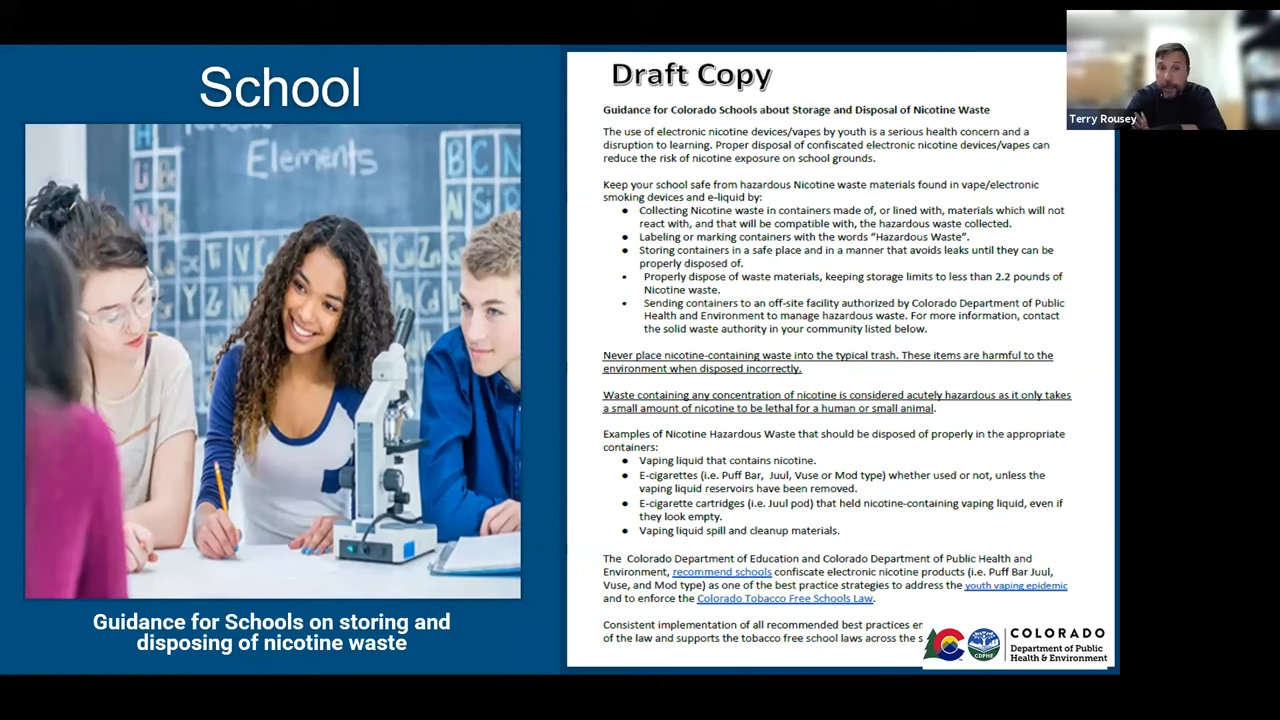 School
Elements
BCN
Guidance for Schools on storing and
disposing of nicotine waste
Draft Copy
Guidance for Colorado Schools about Storage and Disposal of Nicotine Waste
The use of electronic nicotine devices/vapes by youth is a serious health concern and a
disruption to learning. Proper disposal of confiscated electronic nicotine devices/vapes can
reduce the risk of nicotine exposure on school grounds.
Keep your school safe from hazardous Nicotine waste materials found in vape/electronic
smoking devices and e-liquid by:
● Collecting Nicotine waste in containers made of, or lined with, materials which will not
react with, and that will be compatible with, the hazardous waste collected.
● Labeling or marking containers with the words “Hazardous Waste”.
● Storing containers in a safe place and in a manner that avoids leaks until they can be
properly disposed of.
• Properly dispose of waste materials, keeping storage limits to less than 2.2 pounds of
Nicotine waste.
• Sending containers to an off-site facility authorized by Colorado Department of Public
Health and Environment to manage hazardous waste. For more information, contact
the solid waste authority in your community listed below.
Never place nicotine-containing waste into the typical trash. These items are harmful to the
environment when disposed incorrectly.
Waste containing any concentration of nicotine is considered acutely hazardous as it only takes
a small amount of nicotine to be lethal for a human or small animal.
Examples of Nicotine Hazardous Waste that should be disposed of properly in the appropriate
containers:
● Vaping liquid that contains nicotine.
● E-cigarettes (i.e. Puff Bar, Juul, Vuse or Mod type) whether used or not, unless the
vaping liquid reservoirs have been removed.
● E-cigarette cartridges (i.e. Juul pod) that held nicotine-containing vaping liquid, even if
they look empty.
● Vaping liquid spill and cleanup materials.
The Colorado Department of Education and Colorado Department of Public Health and
Environment, recommend schools confiscate electronic nicotine products (i.e. Puff Bar Juul,
Vuse, and Mod type) as one of the best practice strategies to address the youth vaping epidemic
and to enforce the Colorado Tobacco Free Schools Law.
Consistent implementation of all recommended best practices
of the law and supports the tobacco free school laws across the
CDPHE
COLORADO
Department of Public
Health & Environment
Terry Rousey